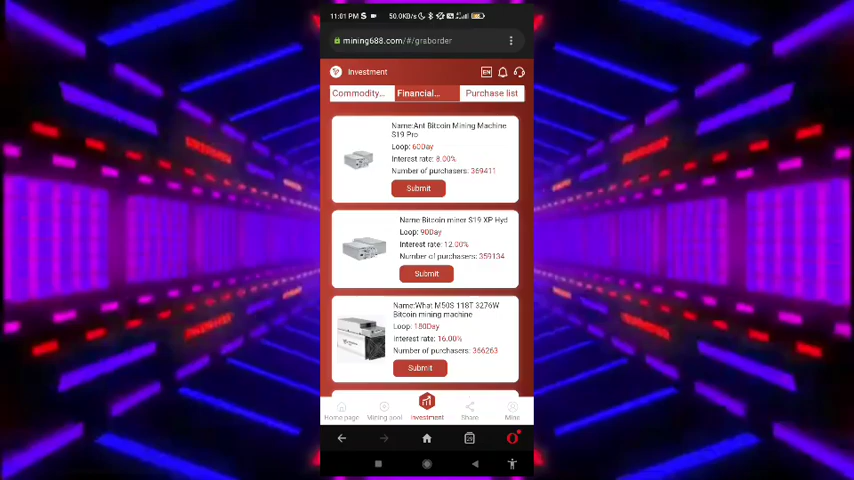 11:01 PM S 50.0KB/s
mining688.com/#/graborder
Investment EN
Commodity... Financial... Purchase list
Name:Ant Bitcoin Mining Machine
S19 Pro
Loop: 60Day
Interest rate: 8.00%
Number of purchasers: 369411
Submit
Name Bitcoin miner S19 XP Hyd
Loop: 90Day
Interest rate: 12.00%
Number of purchasers: 359134
Submit
Name:What M50S 118T 3276W
Bitcoin mining machine
Loop: 180Day
Interest rate: 16.00%
Number of purchasers: 366263
Submit
Home page Mining pool Investment Share Mine